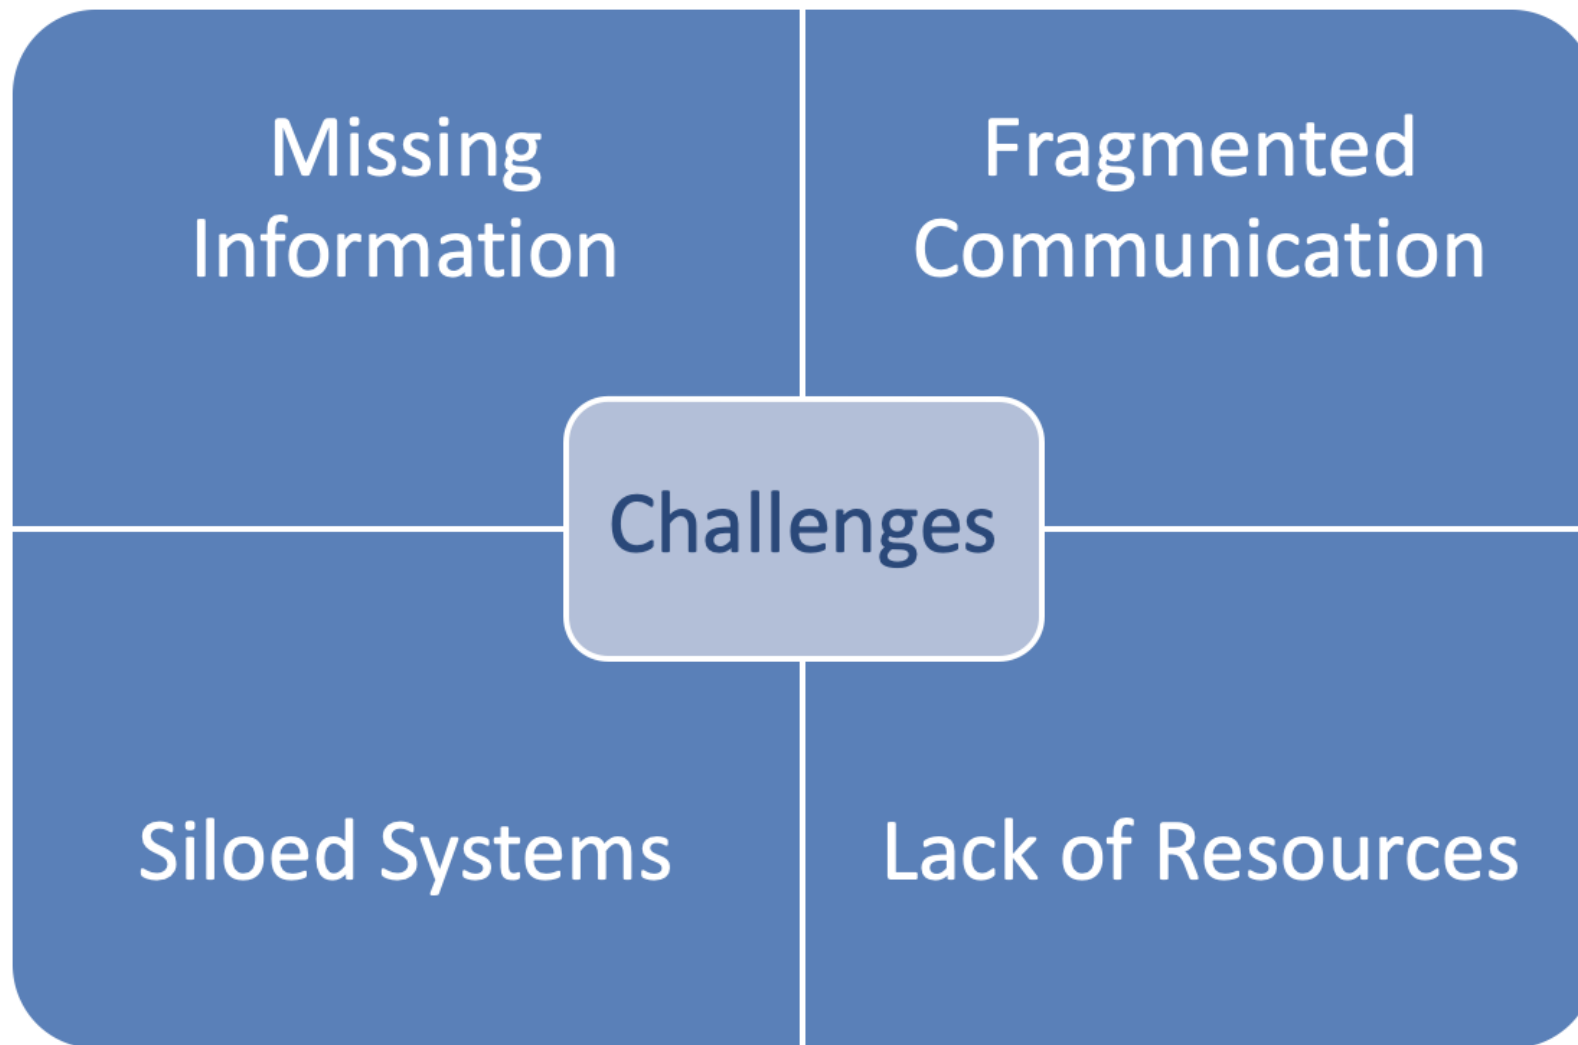 Missing
Information
Fragmented
Communication
Challenges
Siloed Systems
Lack of Resources